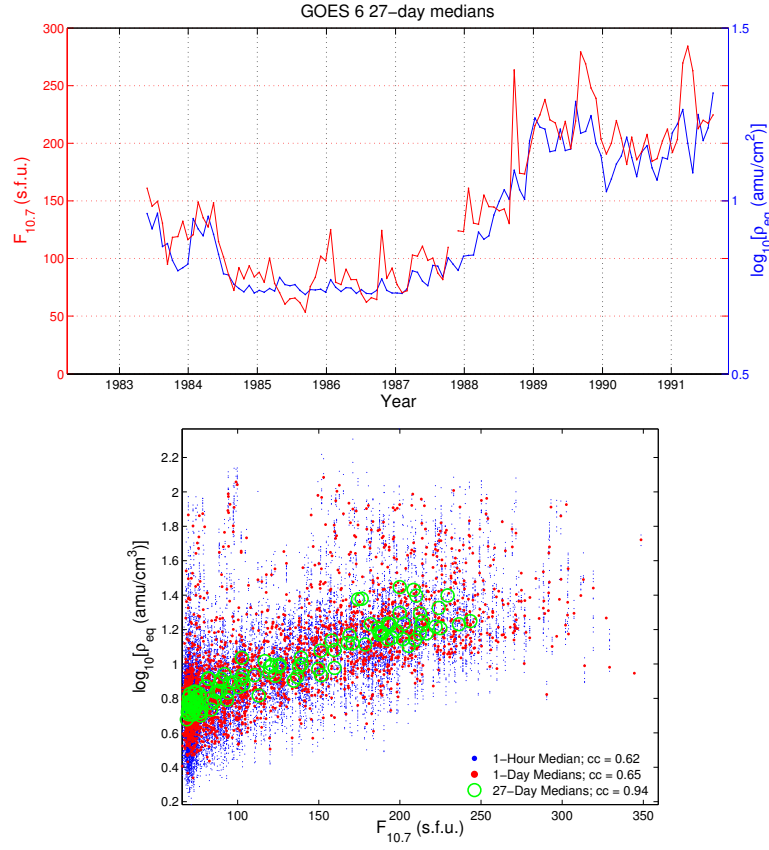 GOES 6 27−day medians
300
250
200
150
100
50
0
F10.7 (s.f.u.)
1.5
1
0.5
log10[ρeq (amu/cm2)]
1983 1984 1985 1986 1987 1988 1989 1990 1991
Year
2.2
2
1.8
1.6
1.4
1.2
1
0.8
0.6
0.4
0.2
log10[ρeq (amu/cm3)]
1−Hour Median; cc = 0.62
1−Day Medians; cc = 0.65
27−Day Medians; cc = 0.94
100 150 200 250 300 350
F10.7 (s.f.u.)